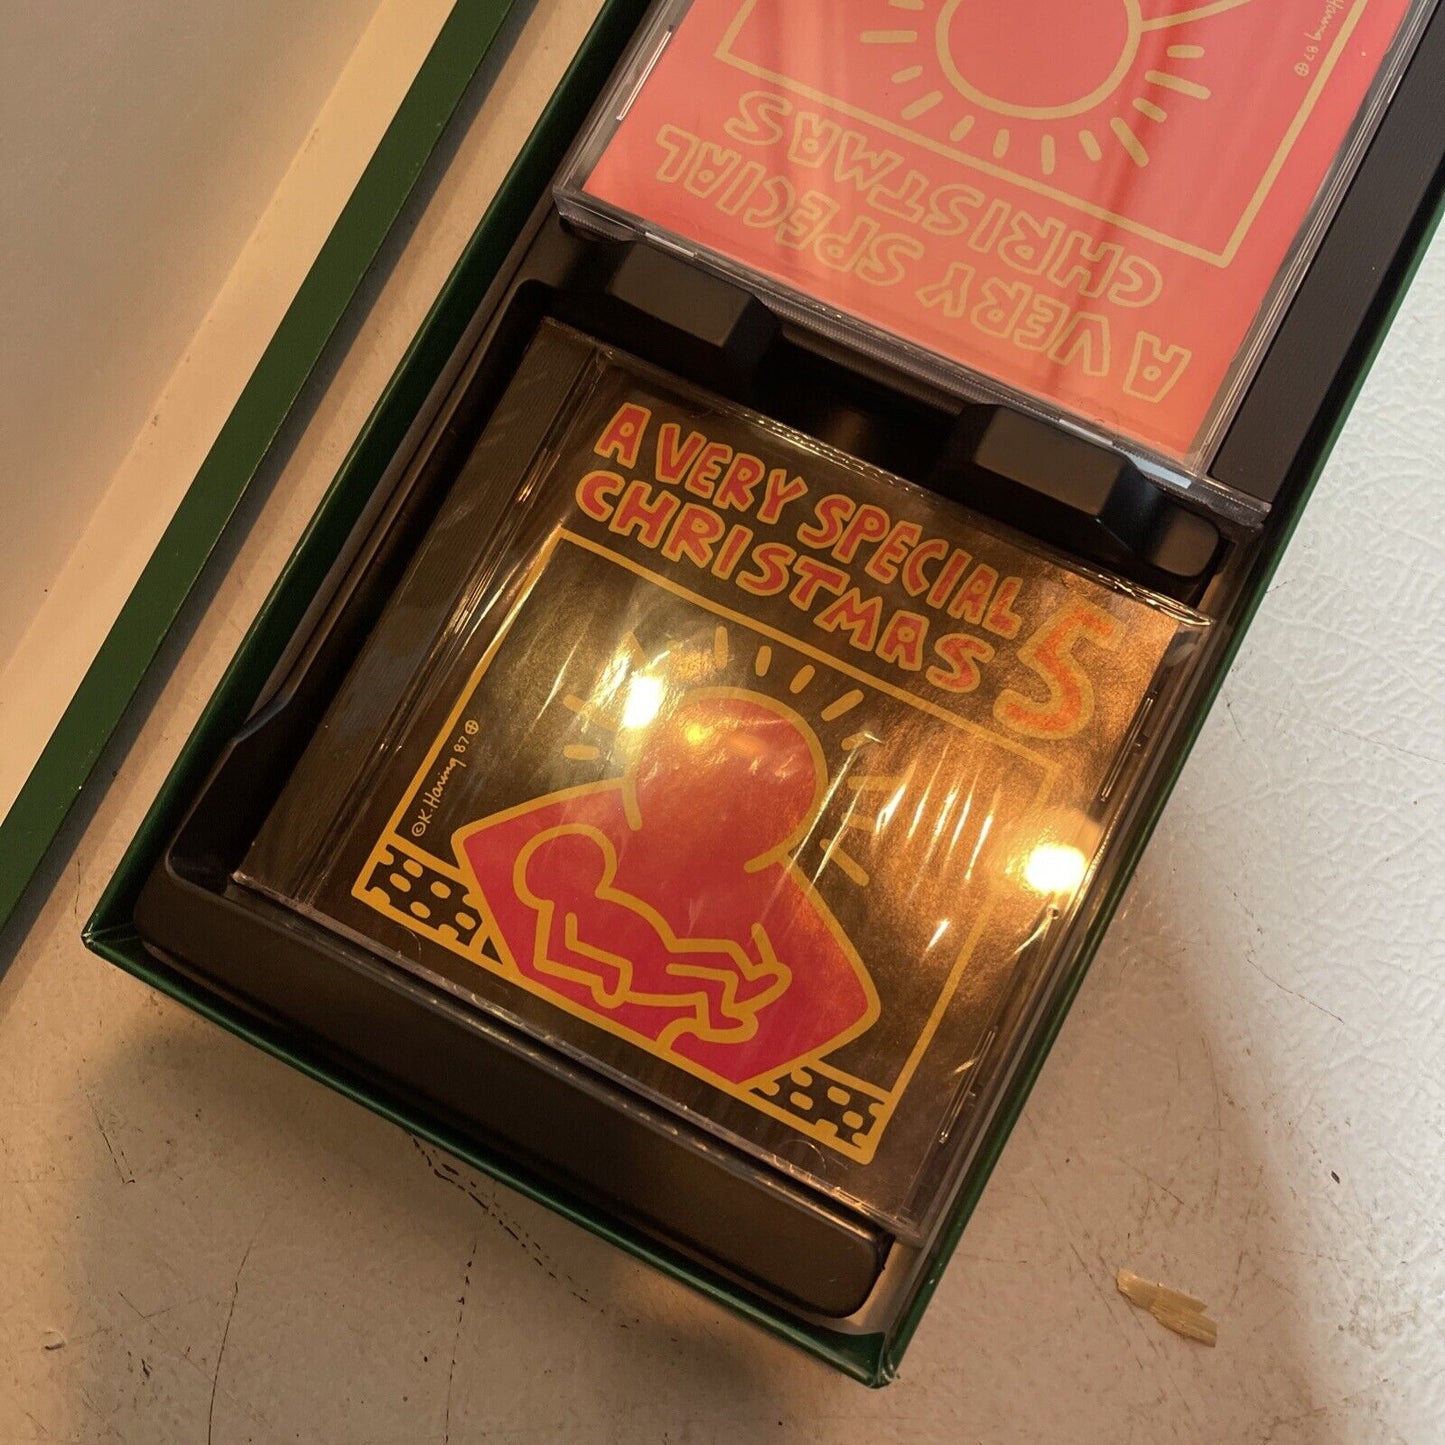 A VERY SPECIAL
CHRISTMAS
A VERY SPECIAL
CHRISTMAS 5
©K. Haring 87 ⊕